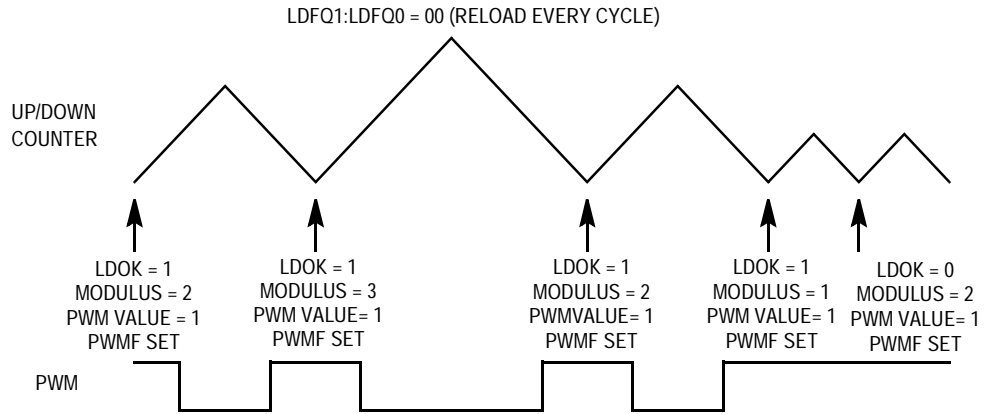 LDFQ1:LDFQ0 = 00 (RELOAD EVERY CYCLE)
UP/DOWN
COUNTER
LDOK = 1
MODULUS = 2
PWM VALUE = 1
PWMF SET
LDOK = 1
MODULUS = 3
PWM VALUE = 1
PWMF SET
LDOK = 1
MODULUS = 2
PWMVALUE= 1
PWMF SET
LDOK = 1
MODULUS = 1
PWM VALUE= 1
PWMF SET
LDOK = 0
MODULUS = 2
PWM VALUE= 1
PWMF SET
PWM